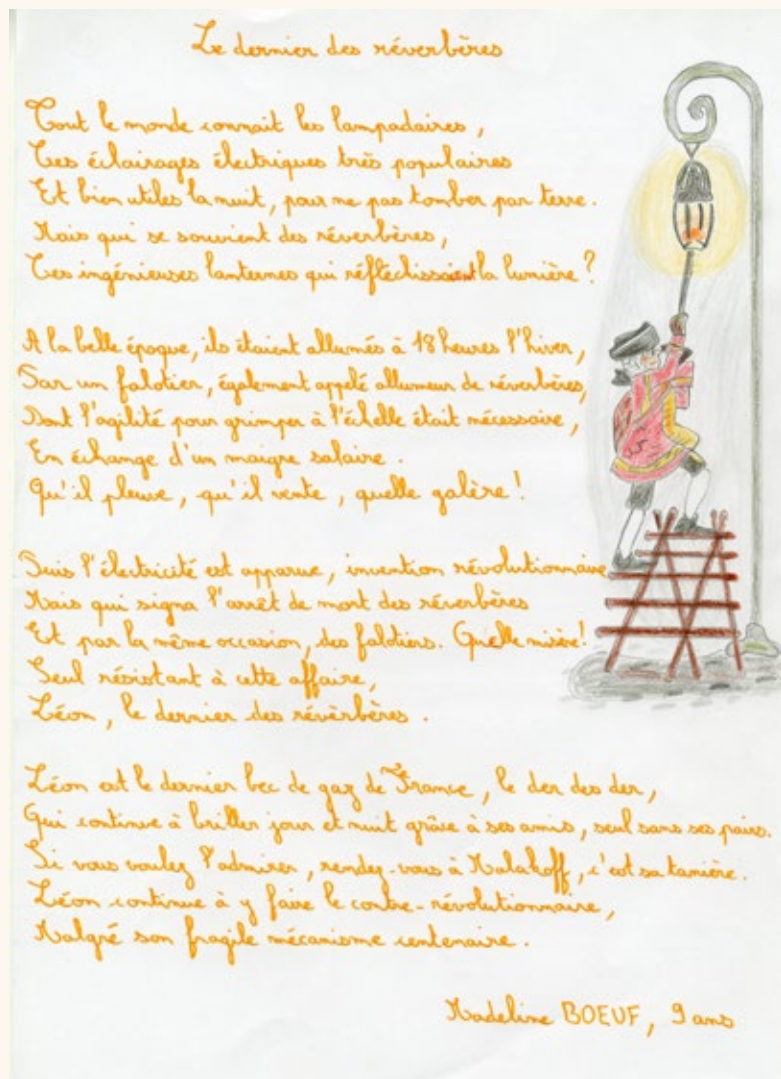 Le dernier des réverbères
Tout le monde connait les lampadaires,
Ces éclairages électriques très populaires
Et bien utiles la nuit, pour ne pas tomber par terre.
Mais qui se souvient des réverbères,
Ces ingénieuses lanternes qui réfléchissaient la lumière ?
A la belle époque, ils étaient allumés à 18 heures l'hiver,
Par un falotier, également appelé allumeur de réverbères,
Dont l'agilité pour grimper à l'échelle était nécessaire,
En échange d'un maigre salaire.
Qu'il pleuve, qu'il vente, quelle galère !
Puis l'électricité est apparue, invention révolutionnaire
Mais qui signa l'arrêt de mort des réverbères
Et par la même occasion, des falotiers. Quelle misère !
Seul résistant à cette affaire,
Léon, le dernier des réverbères.
Léon est le dernier bec de gaz de France, le der des der,
Qui continue à briller jour et nuit grâce à ses amis, seul sans ses pairs.
Si vous voulez l'admirer, rendez-vous à Malakoff, c'est sa tanière.
Léon continue à y faire le contre-révolutionnaire,
Malgré son fragile mécanisme centenaire.
Madeline BOEUF, 9 ans